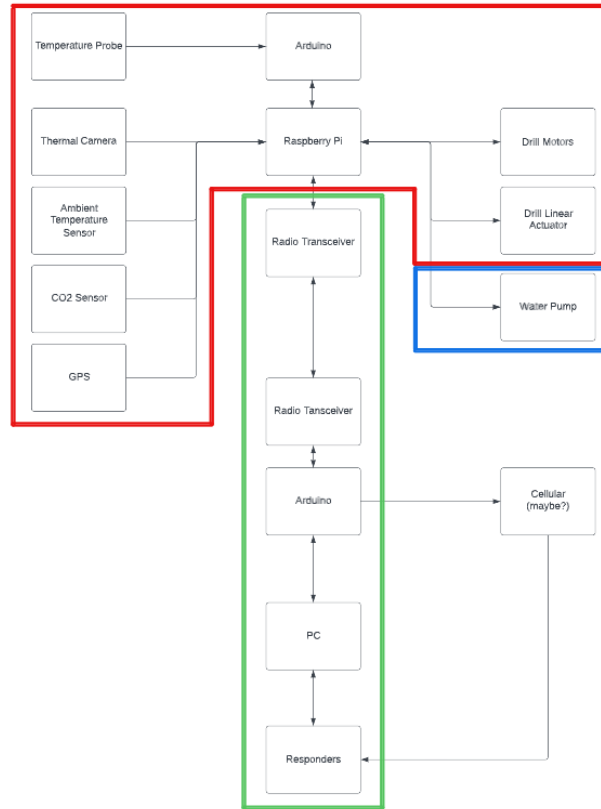 Temperature Probe
Arduino
Thermal Camera
Raspberry Pi
Drill Motors
Ambient
Temperature
Sensor
Radio Transceiver
Drill Linear
Actuator
CO2 Sensor
Water Pump
GPS
Radio Tansceiver
Arduino
Cellular
(maybe?)
PC
Responders